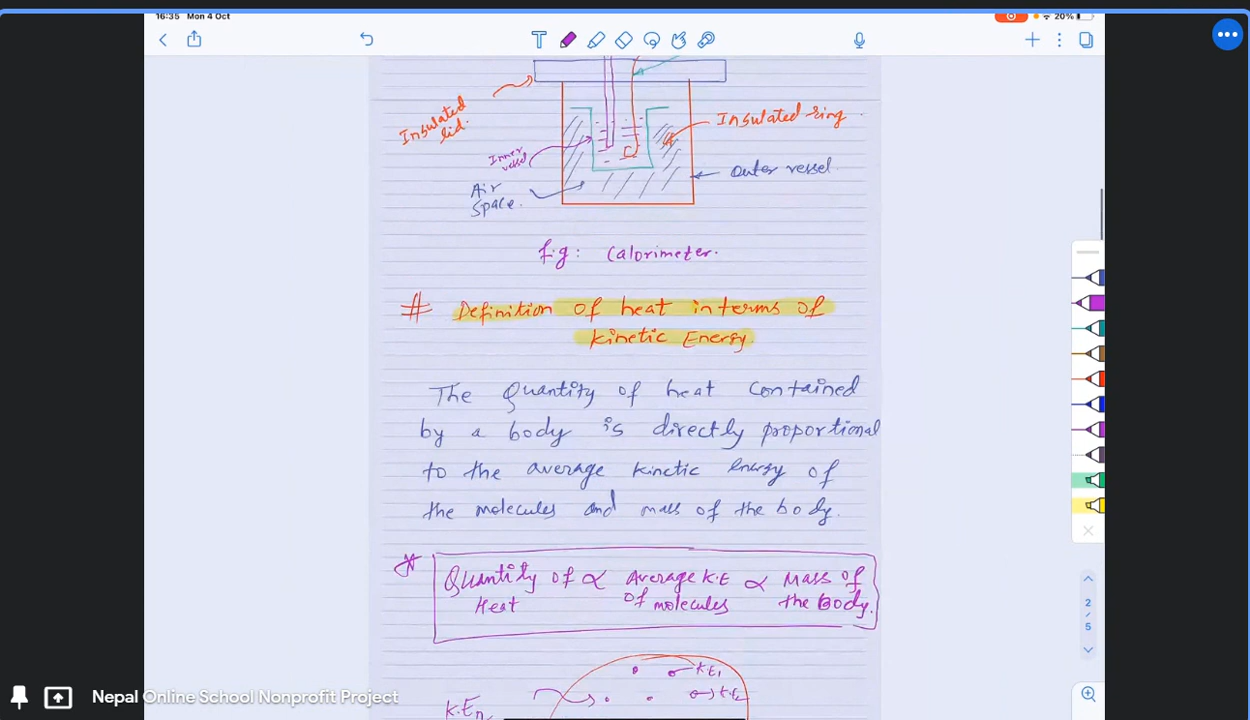 16:35 Mon 4 Oct
20%
Insulated lid.
Insulated ring
Inner vessel
Air Space.
Outer vessel
f.g: Calorimeter.
# Definition of heat in terms of
Kinetic Energy.
The Quantity of heat contained
by a body is directly proportional
to the average kinetic energy of
the molecules and mass of the body.
Quantity of Heat ∝ Average K.E of molecules ∝ Mass of the Body.
K.E1
K.E2
K.En
2
/
5
Nepal Online School Nonprofit Project